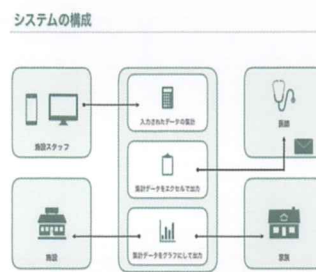 システムの構成
施設スタッフ
入力されたデータの集計
医師
集計データをエクセルで出力
施設
集計データをグラフにして出力
家族